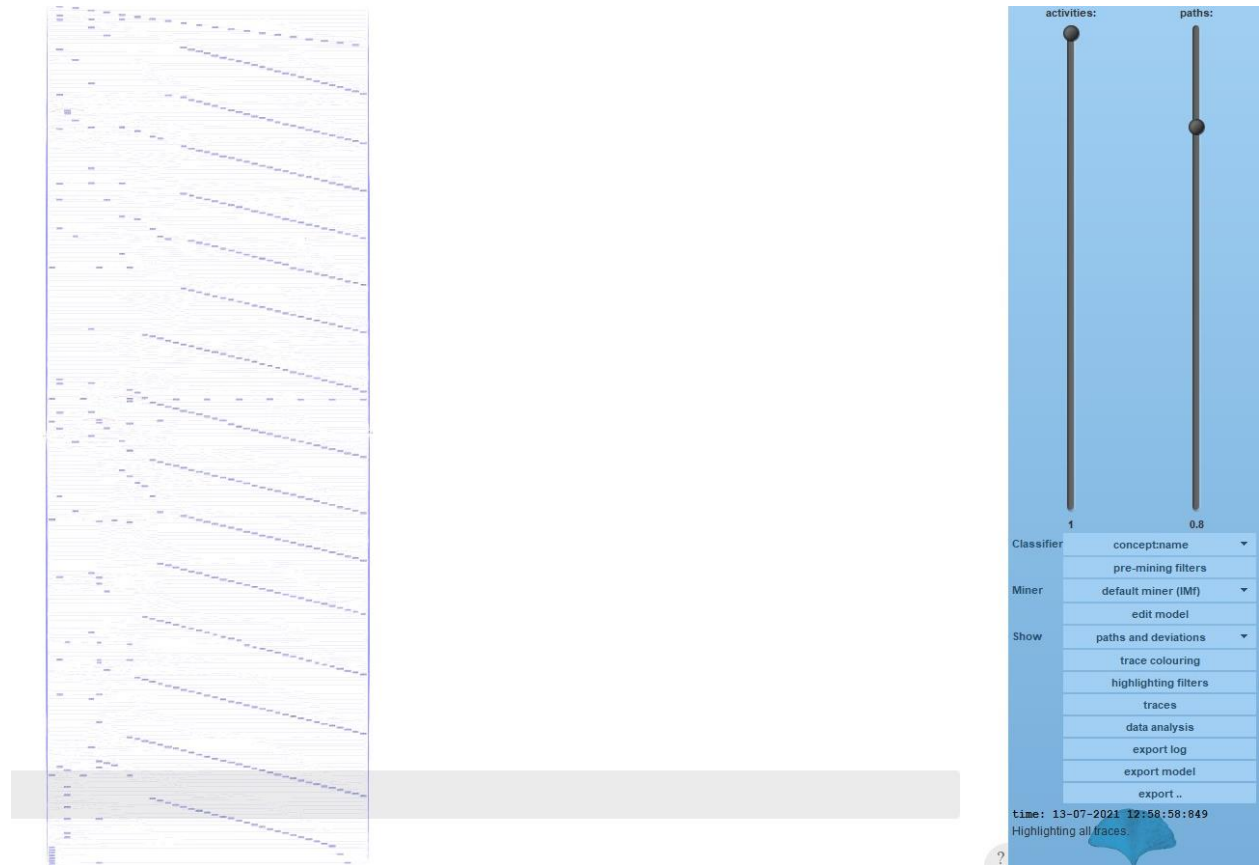 activities: paths:
1 0.8
Classifier concept:name
pre-mining filters
Miner default miner (IMf)
edit model
Show paths and deviations
trace colouring
highlighting filters
traces
data analysis
export log
export model
export ..
time: 13-07-2021 12:58:58:849
Highlighting all traces.
?